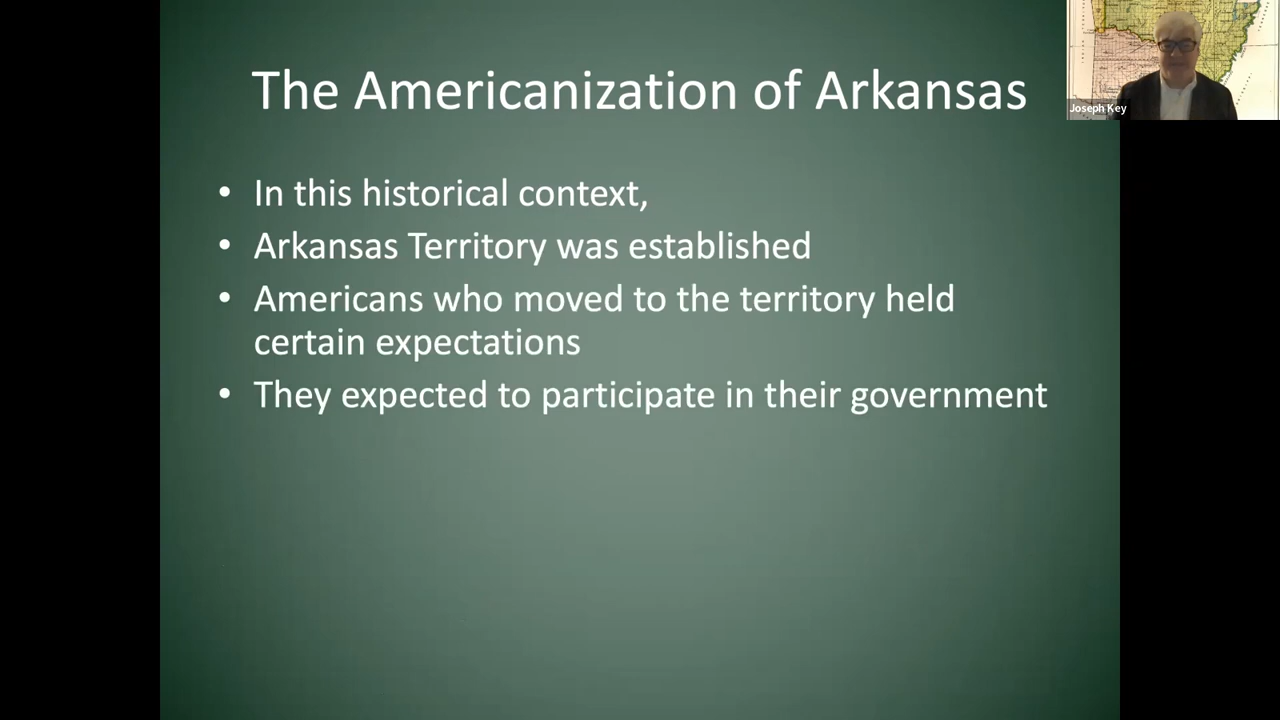 The Americanization of Arkansas
Joseph Key
• In this historical context,
• Arkansas Territory was established
• Americans who moved to the territory held
certain expectations
• They expected to participate in their government